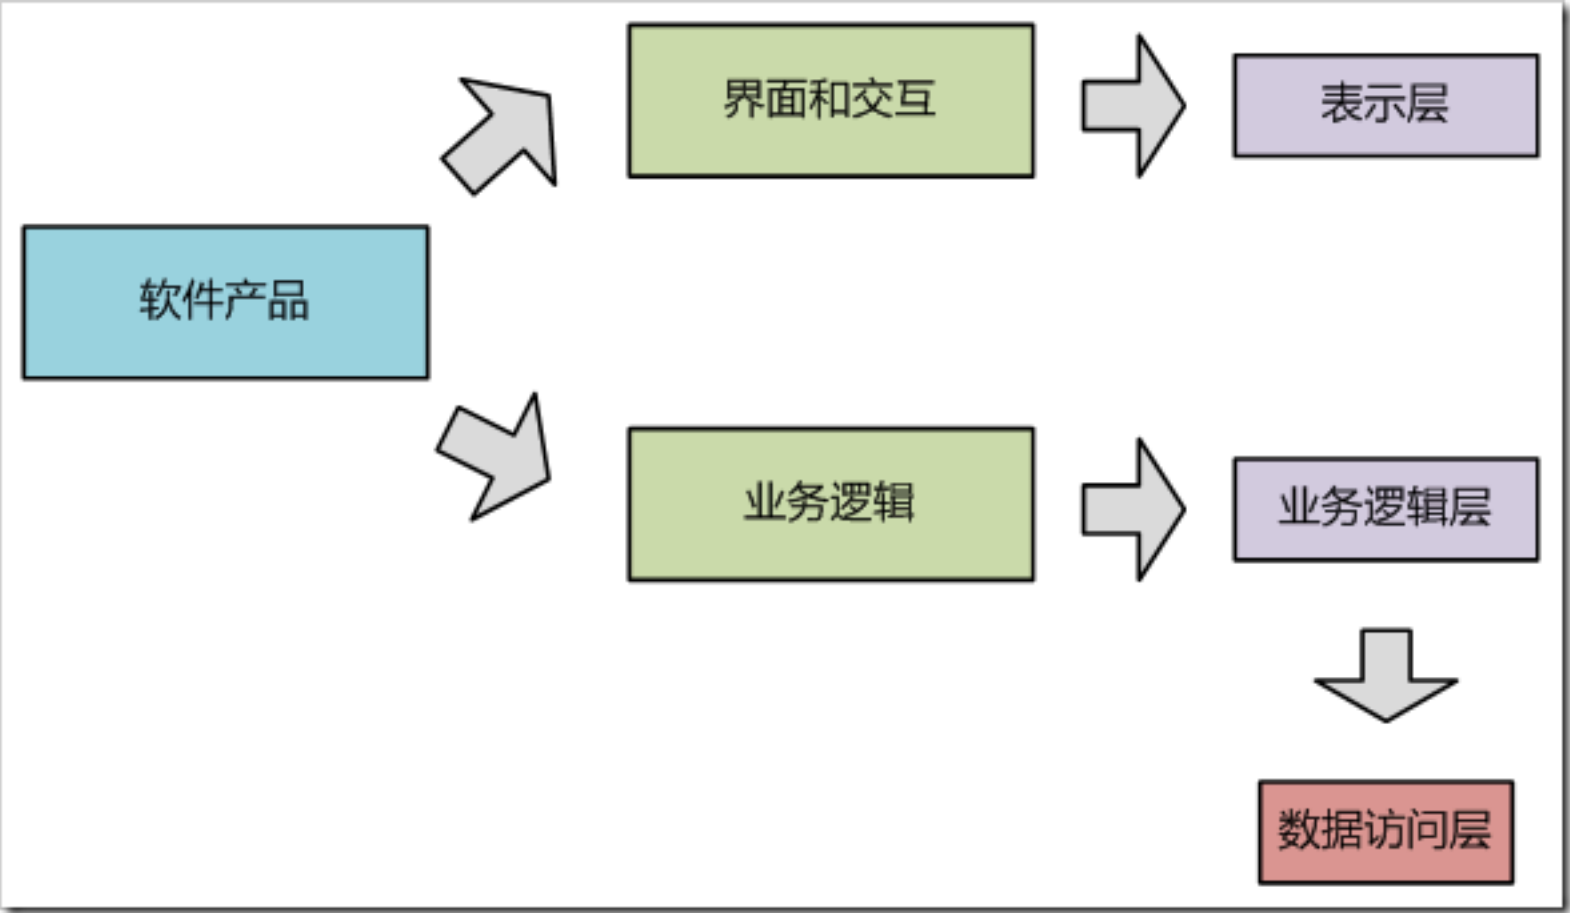 界面和交互
表示层
软件产品
业务逻辑
业务逻辑层
数据访问层